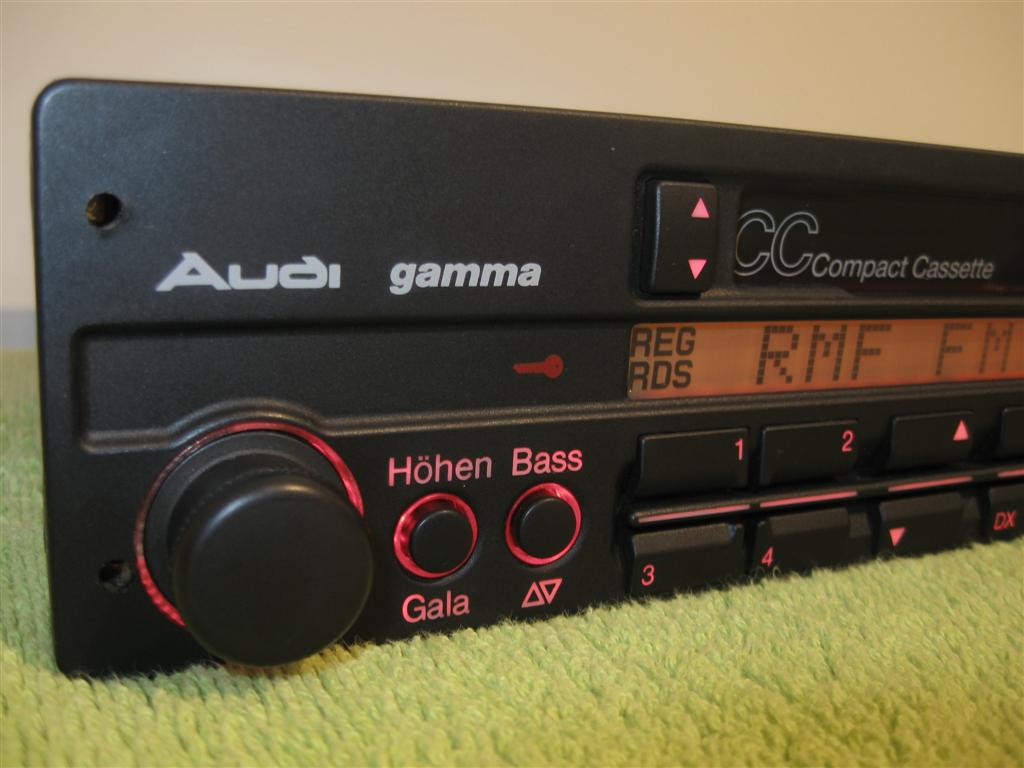 Audi gamma
CC Compact Cassette
REG
RDS
RMF FM
Höhen Bass
Gala
1
2
3
4
DX